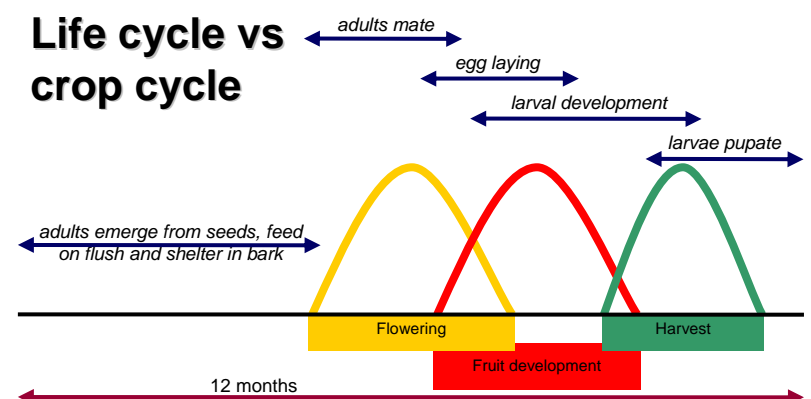 Life cycle vs
crop cycle
adults mate
egg laying
larval development
larvae pupate
adults emerge from seeds, feed
on flush and shelter in bark
Flowering
Harvest
Fruit development
12 months